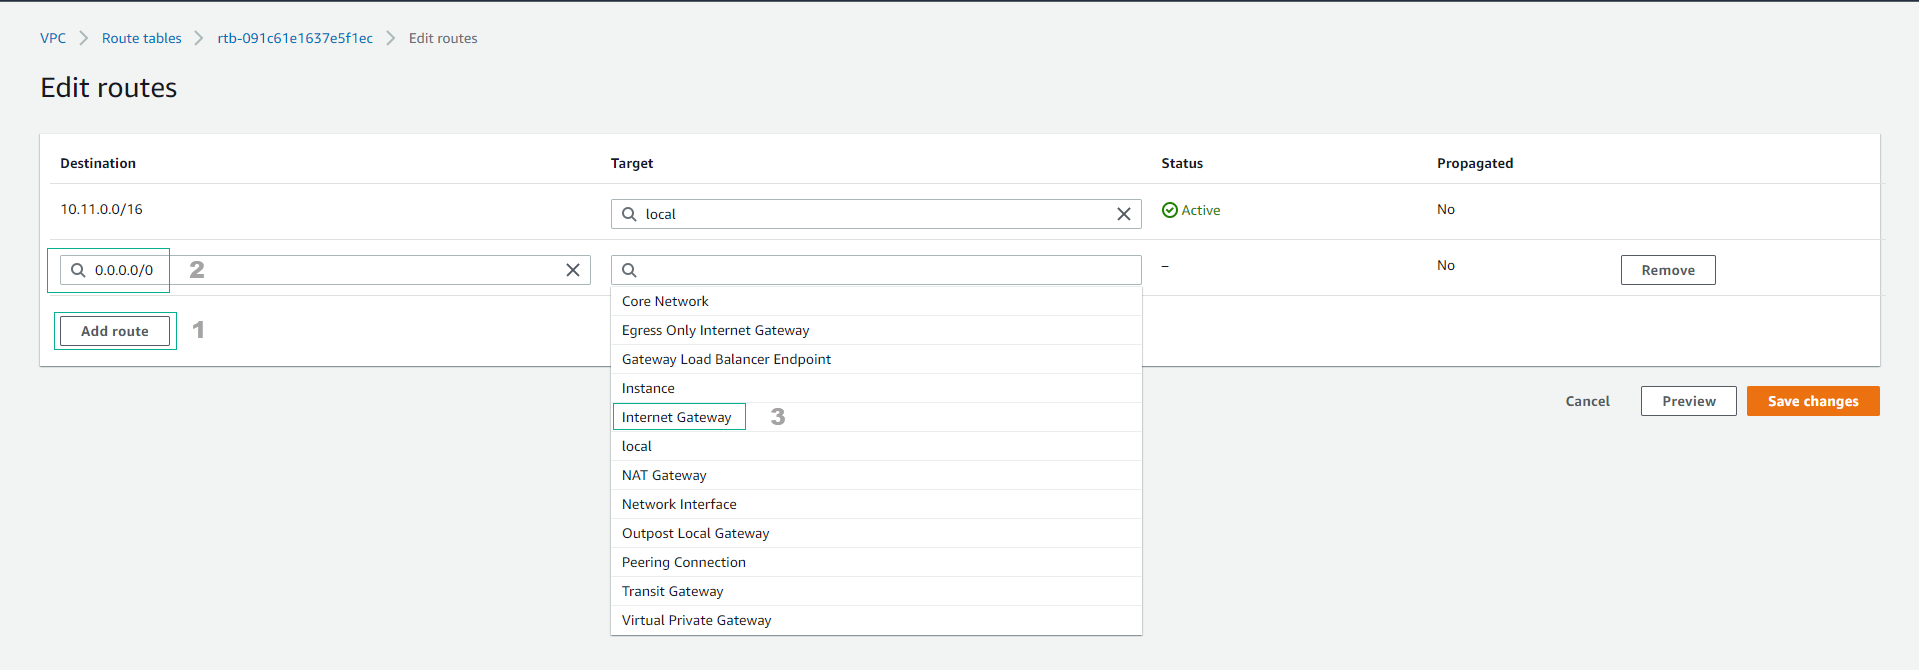 VPC > Route tables > rtb-091c61e1637e5f1ec > Edit routes
Edit routes
Destination Target Status Propagated
10.11.0.0/16 local Active No
0.0.0.0/0 2 – No Remove
Core Network
Add route 1 Egress Only Internet Gateway
Gateway Load Balancer Endpoint
Instance
Cancel Preview Save changes
Internet Gateway 3
local
NAT Gateway
Network Interface
Outpost Local Gateway
Peering Connection
Transit Gateway
Virtual Private Gateway